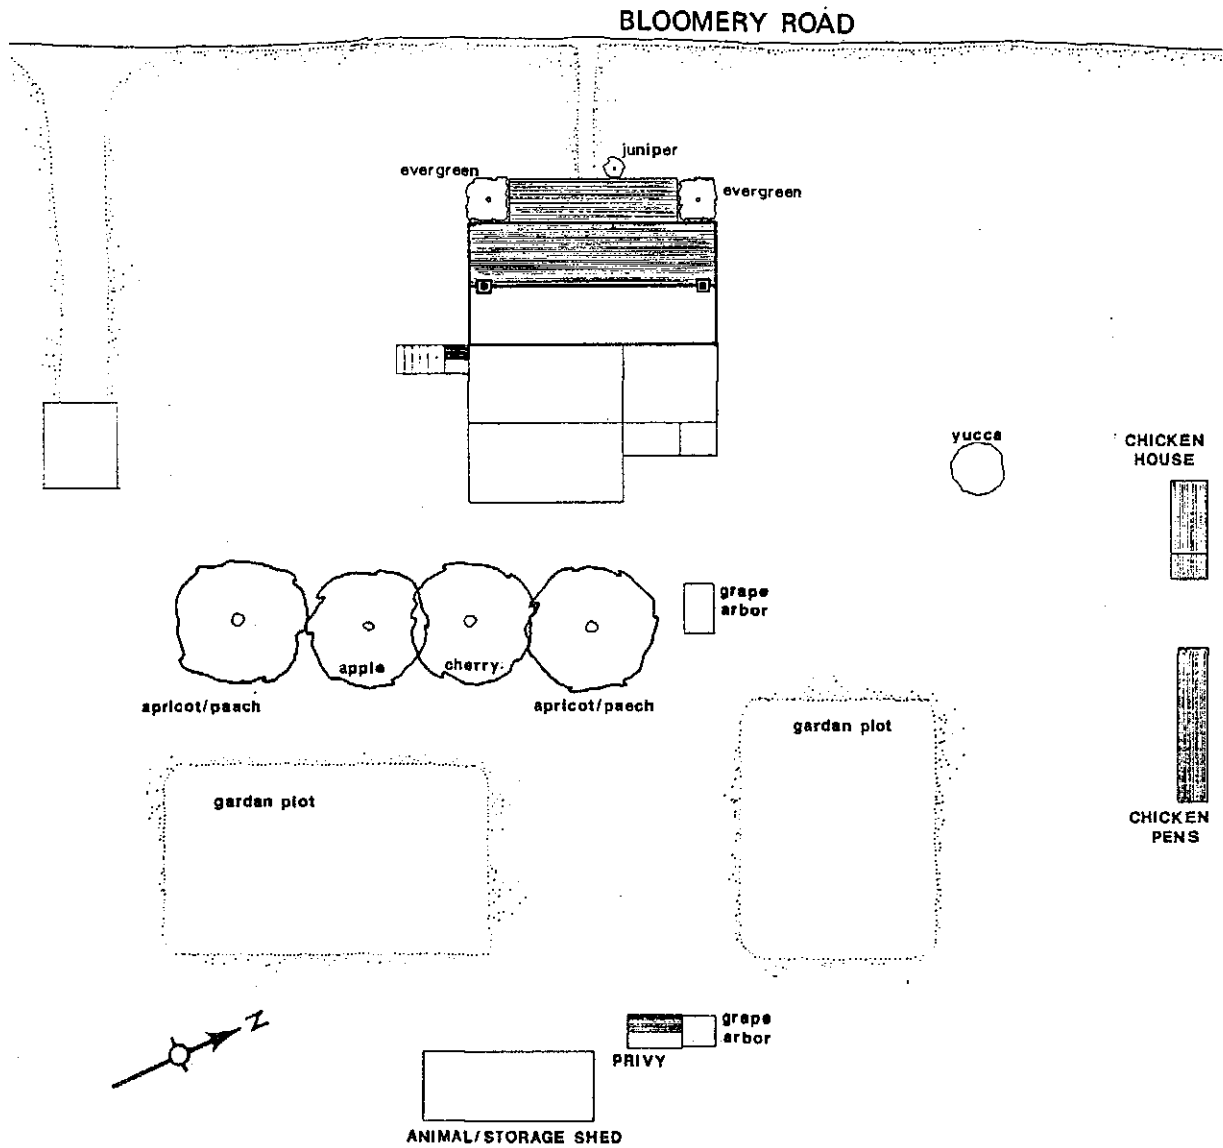 BLOOMERY ROAD
juniper
evergreen
evergreen
yucca
CHICKEN
HOUSE
grape
arbor
apple
cherry
apricot/paach
apricot/paech
gardan plot
gardan plot
CHICKEN
PENS
N
grape
arbor
PRIVY
ANIMAL/STORAGE SHED